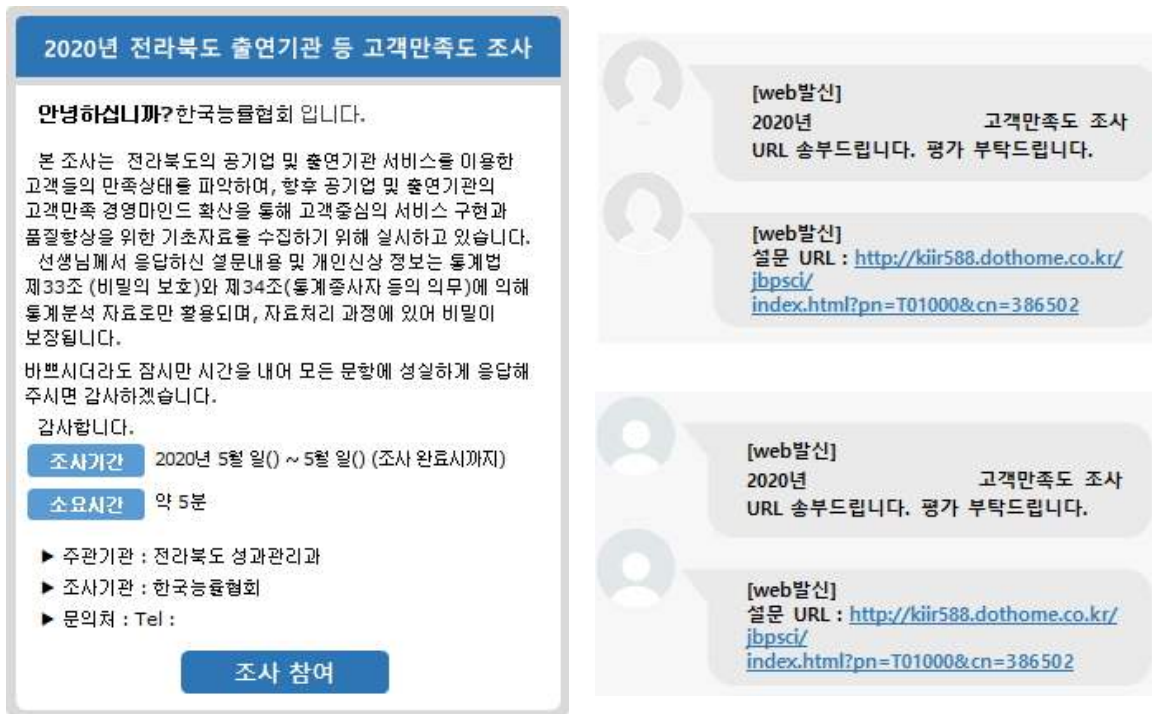 2020년 전라북도 출연기관 등 고객만족도 조사
안녕하십니까? 한국능률협회 입니다.
본 조사는 전라북도의 공기업 및 출연기관 서비스를 이용한
고객들의 만족상태를 파악하며, 향후 공기업 및 출연기관의
고객만족 경영마인드 확산을 통해 고객중심의 서비스 구현과
품질향상을 위한 기초자료를 수집하기 위해 실시하고 있습니다.
선생님께서 응답하신 설문내용 및 개인신상 정보는 통계법
제33조 (비밀의 보호)와 제34조(통계종사자 등의 의무)에 의해
통계분석 자료로만 활용되며, 자료처리 과정에 있어 비밀이
보장됩니다.
바쁘시더라도 잠시만 시간을 내어 모든 문항에 성실하게 응답해
주시면 감사하겠습니다.
감사합니다.
조사기간 2020년 5월 일() ~ 5월 일() (조사 완료시까지)
소요시간 약 5분
▶ 주관기관 : 전라북도 성과관리과
▶ 조사기관 : 한국능률협회
▶ 문의처 : Tel :
조사 참여
[web발신]
2020년 고객만족도 조사
URL 송부드립니다. 평가 부탁드립니다.
[web발신]
설문 URL : http://kiir588.dothome.co.kr/
jbpsci/
index.html?pn=T01000&cn=386502
[web발신]
2020년 고객만족도 조사
URL 송부드립니다. 평가 부탁드립니다.
[web발신]
설문 URL : http://kiir588.dothome.co.kr/
jbpsci/
index.html?pn=T01000&cn=386502